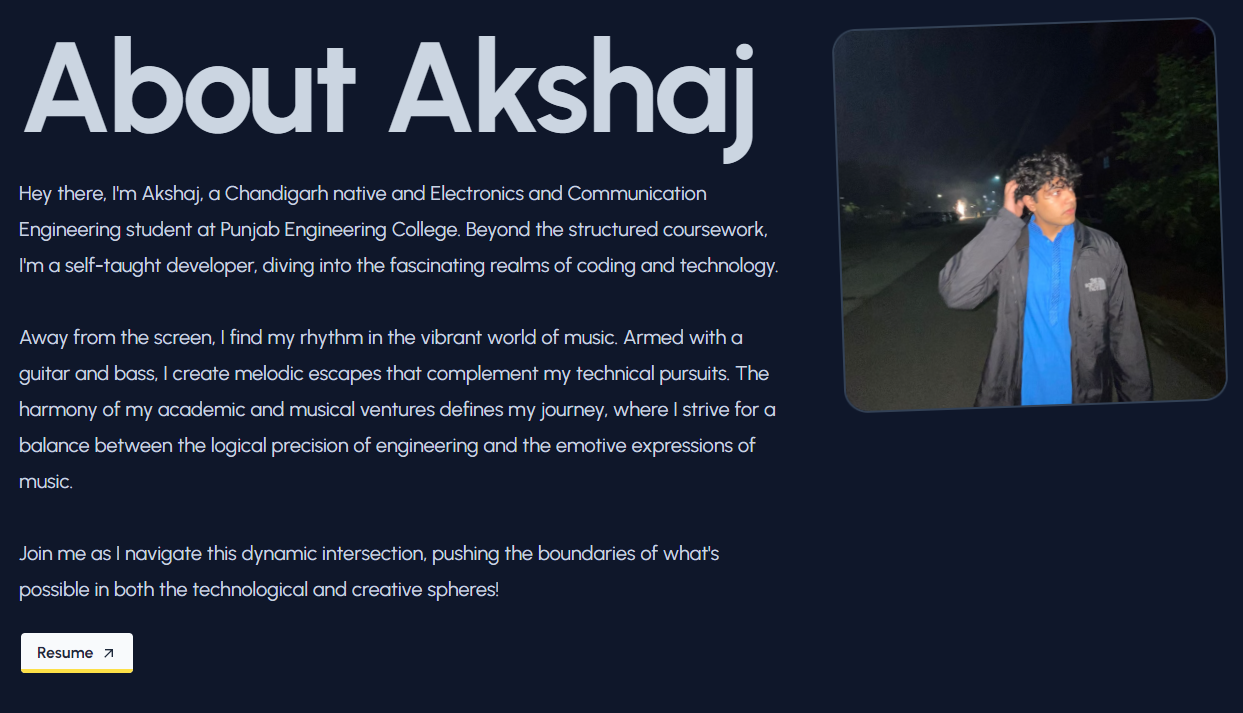 About Akshaj
Hey there, I'm Akshaj, a Chandigarh native and Electronics and Communication
Engineering student at Punjab Engineering College. Beyond the structured coursework,
I'm a self-taught developer, diving into the fascinating realms of coding and technology.
Away from the screen, I find my rhythm in the vibrant world of music. Armed with a
guitar and bass, I create melodic escapes that complement my technical pursuits. The
harmony of my academic and musical ventures defines my journey, where I strive for a
balance between the logical precision of engineering and the emotive expressions of
music.
Join me as I navigate this dynamic intersection, pushing the boundaries of what's
possible in both the technological and creative spheres!
Resume
THE
NORTH
FACE